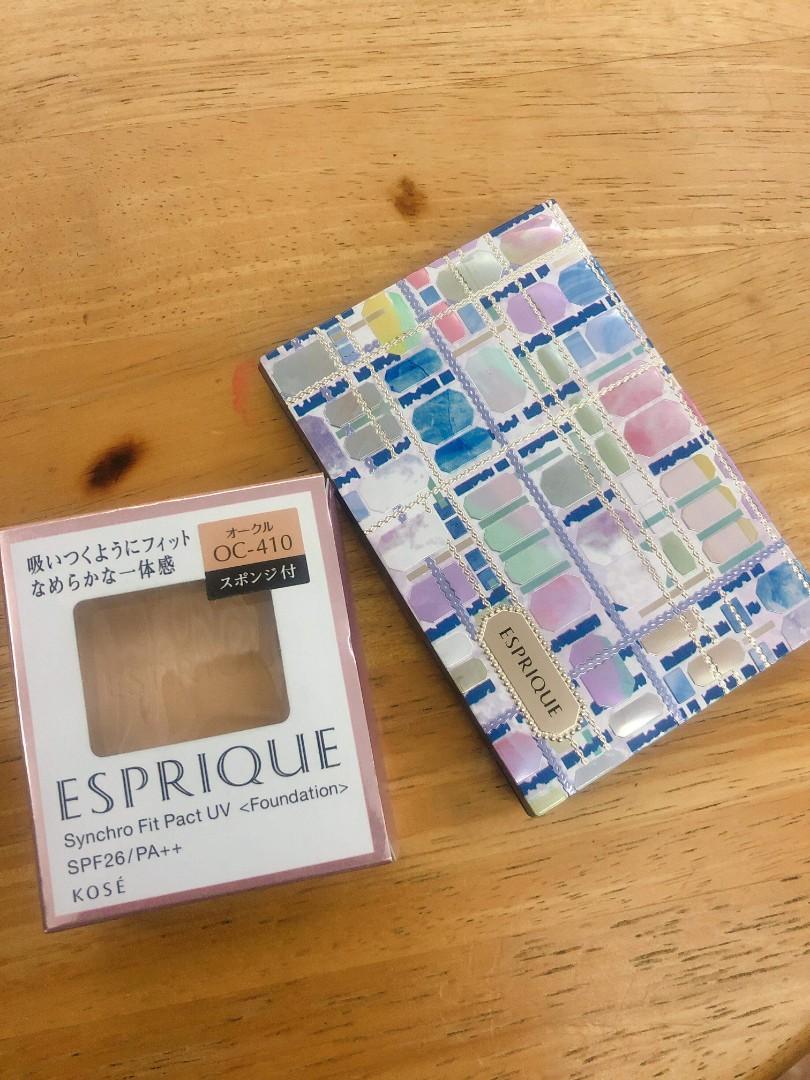 吸いつくようにフィット
なめらかな一体感
オークル
OC-410
スポンジ付
ESPRIQUE
Synchro Fit Pact UV <Foundation>
SPF26/PA++
KOSÉ
ESPRIQUE